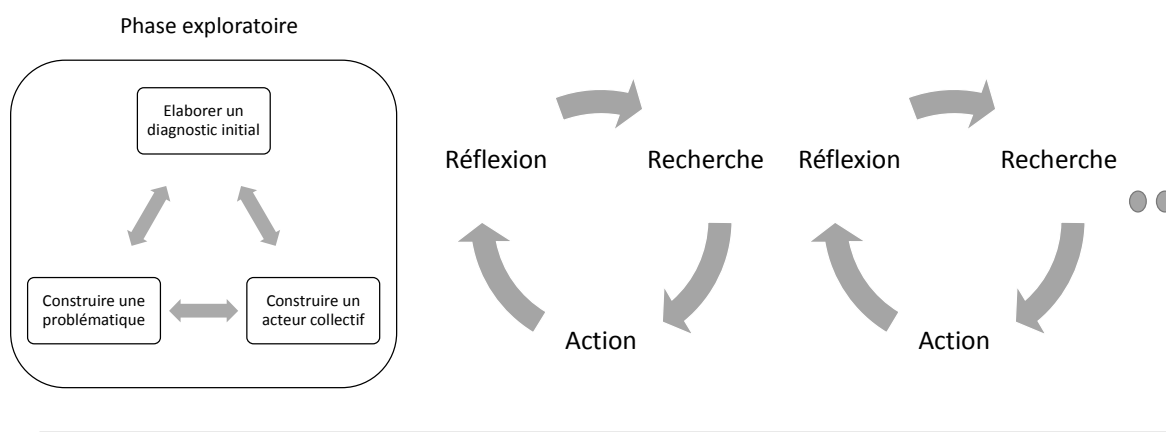 Phase exploratoire
Elaborer un
diagnostic initial
Construire une
problématique
Construire un
acteur collectif
Réflexion
Recherche
Action
Réflexion
Recherche
Action